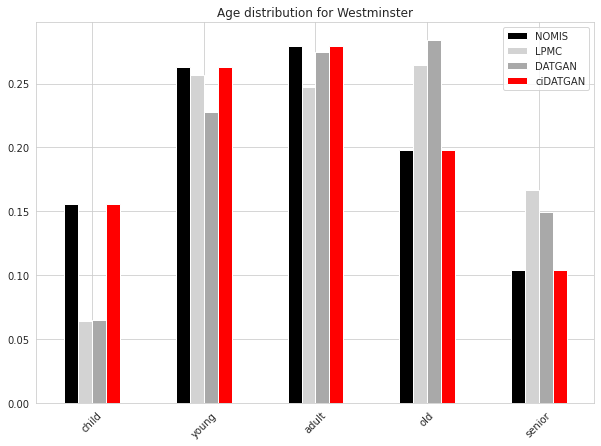 Age distribution for Westminster
NOMIS
LPMC
DATGAN
ciDATGAN
0.25
0.20
0.15
0.10
0.05
0.00
child
young
adult
old
senior